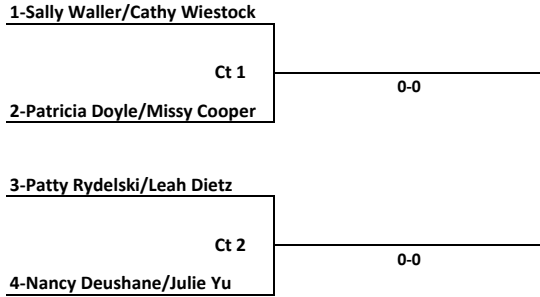 1-Sally Waller/Cathy Wiestock
Ct 1
0-0
2-Patricia Doyle/Missy Cooper
3-Patty Rydelski/Leah Dietz
Ct 2
0-0
4-Nancy Deushane/Julie Yu